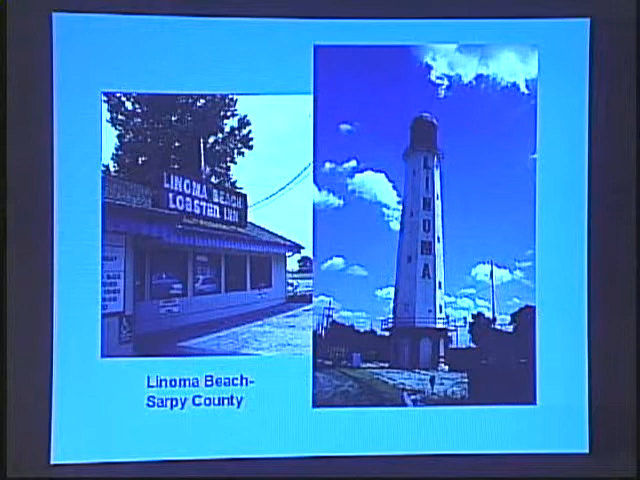 LINOMA BEACH
LOBSTER INN
LINOMA
Linoma Beach-
Sarpy County